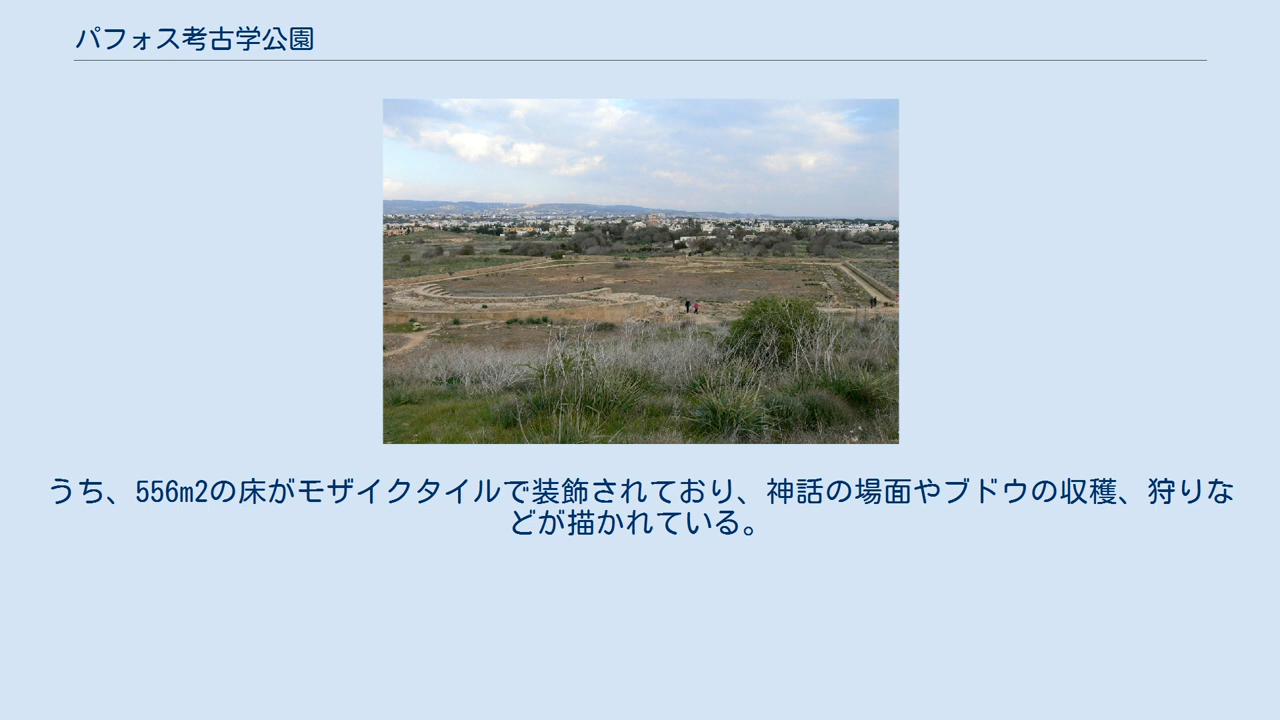 パフォス考古学公園
うち、556m2の床がモザイクタイルで装飾されており、神話の場面やブドウの収穫、狩りな
どが描かれている。